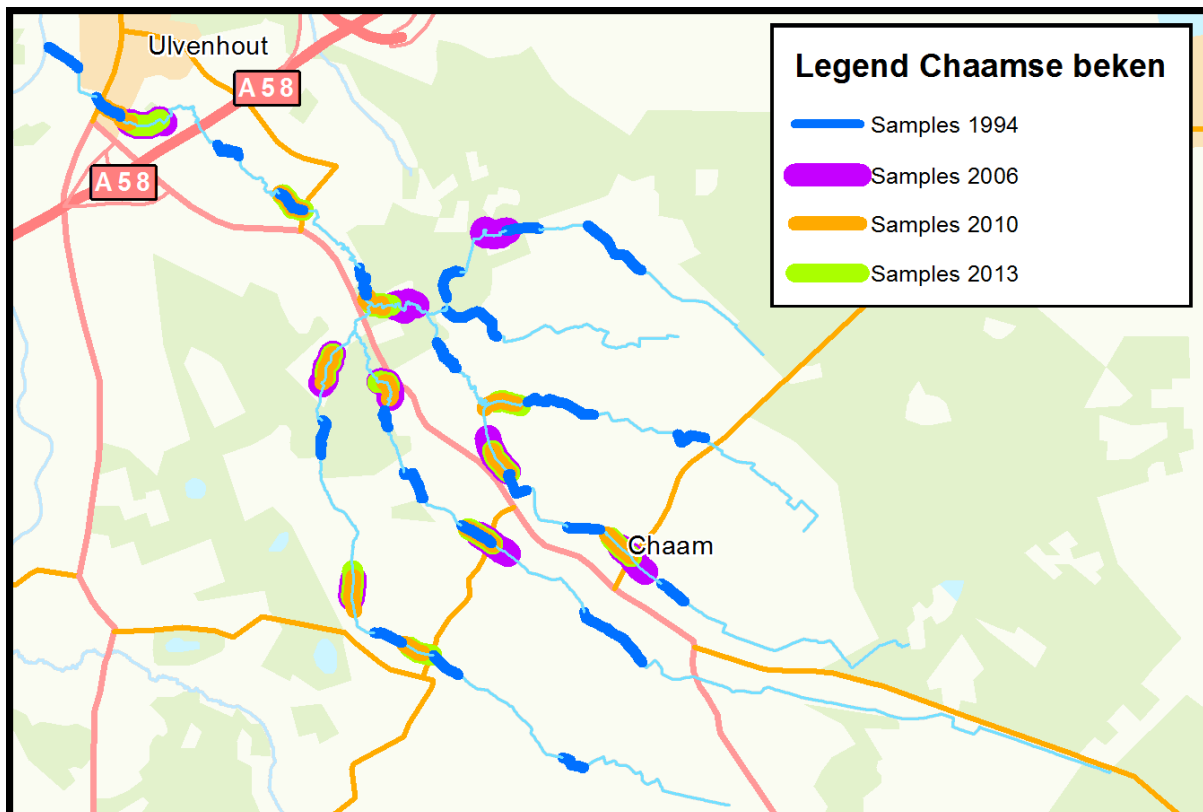 Ulvenhout
A58
A58
Chaam
Legend Chaamse beken
Samples 1994
Samples 2006
Samples 2010
Samples 2013